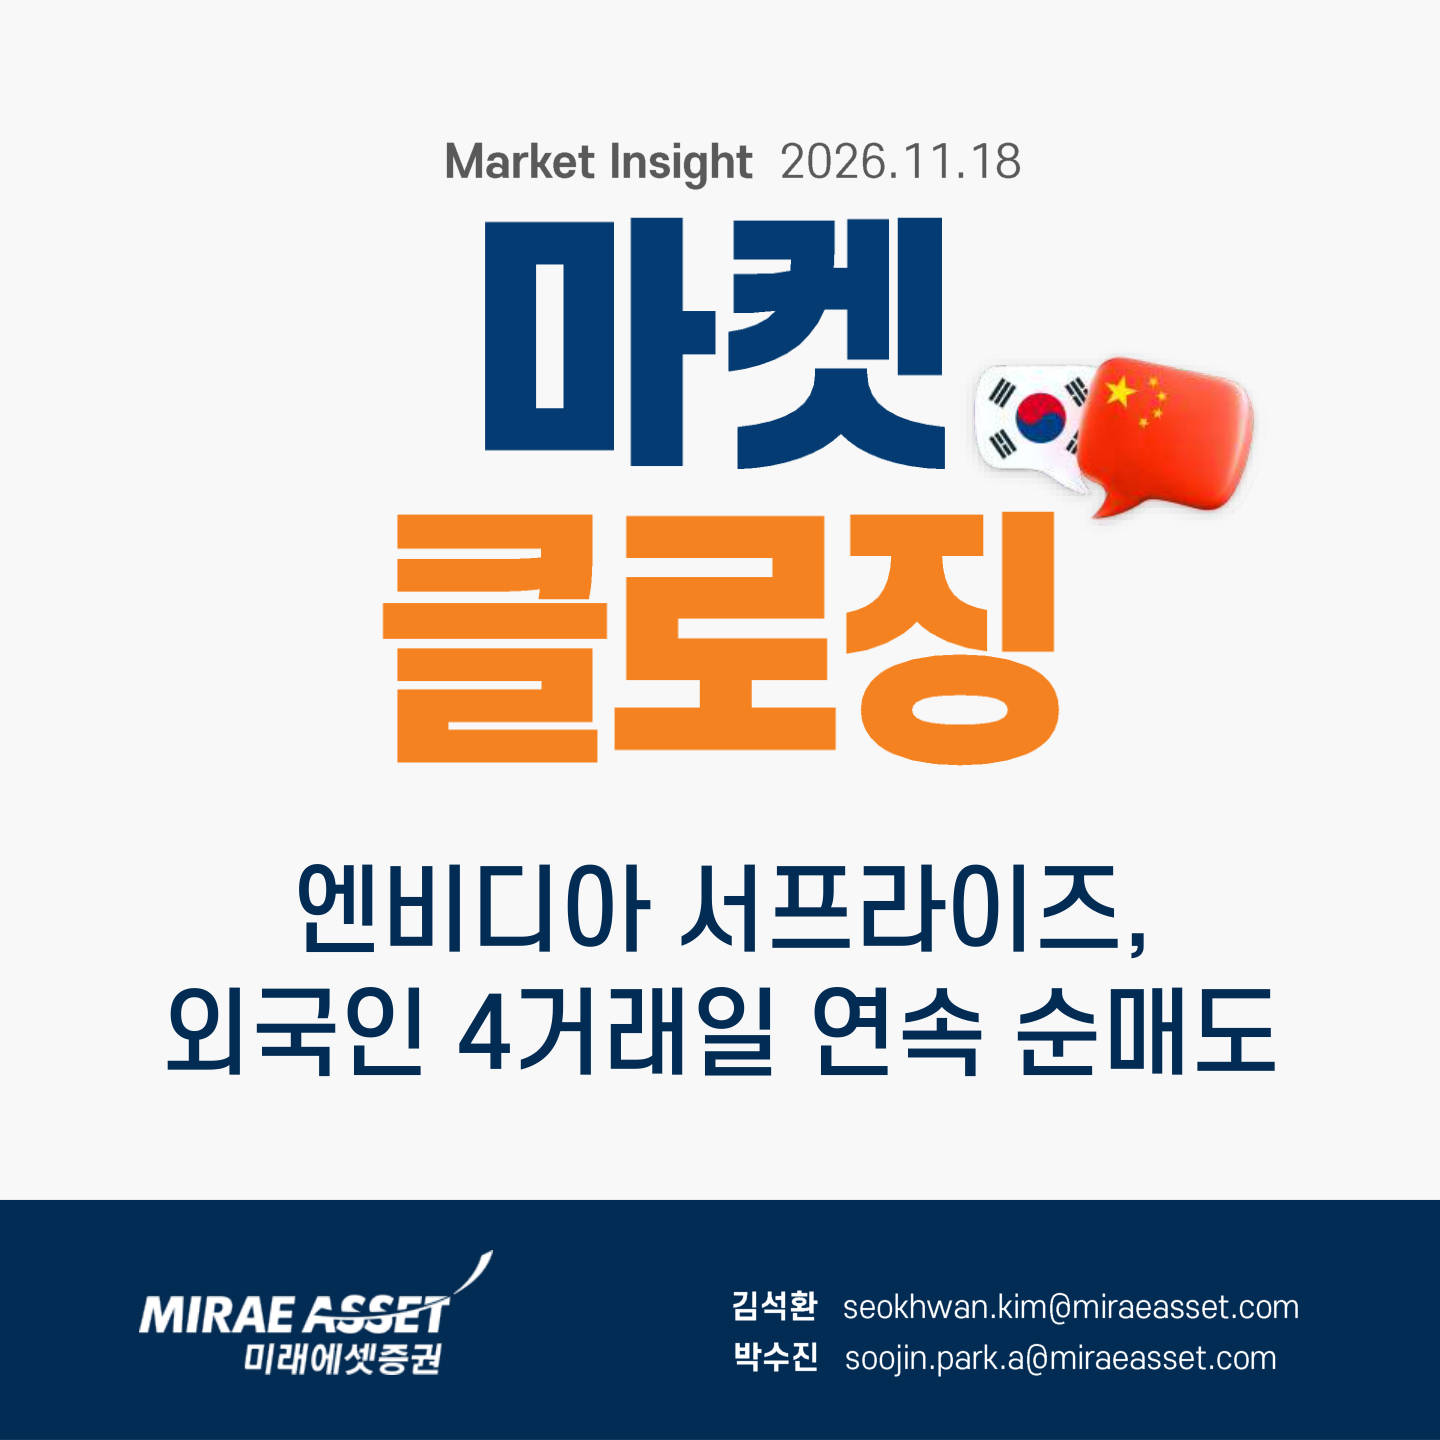 Market Insight 2026.11.18
마켓
클로징
엔비디아 서프라이즈,
외국인 4거래일 연속 순매도
MIRAE ASSET
미래에셋증권
김석환 seokhwan.kim@miraeasset.com
박수진 soojin.park.a@miraeasset.com